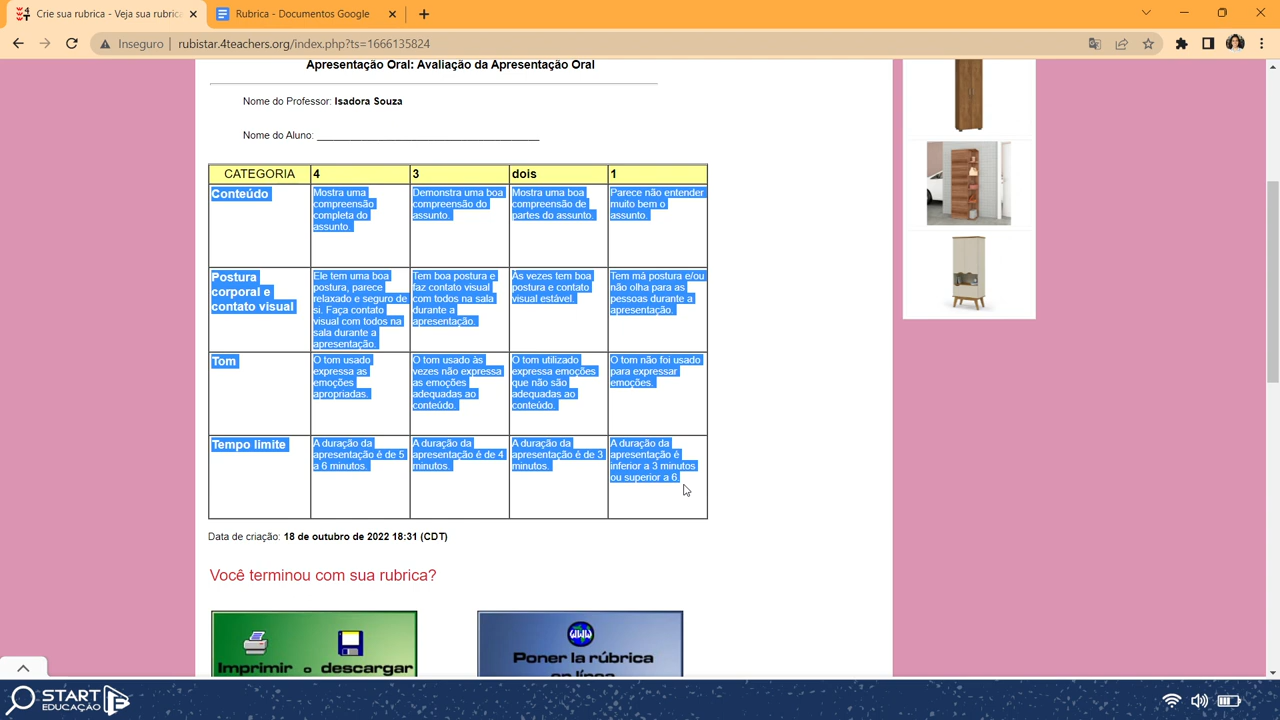 Crie sua rubrica - Veja sua rubrica
Rubrica - Documentos Google
Inseguro | rubistar.4teachers.org/index.php?ts=1666135824
Apresentação Oral: Avaliação da Apresentação Oral
Nome do Professor: Isadora Souza
Nome do Aluno: ________________________________________
CATEGORIA 4 3 dois 1
Conteúdo
Mostra uma
compreensão
completa do
assunto.
Demonstra uma boa
compreensão do
assunto.
Mostra uma boa
compreensão de
partes do assunto.
Parece não entender
muito bem o
assunto.
Postura
corporal e
contato visual
Ele tem uma boa
postura, parece
relaxado e seguro de
si. Faça contato
visual com todos na
sala durante a
apresentação.
Tem boa postura e
faz contato visual
com todos na sala
durante a
apresentação.
Às vezes tem boa
postura e contato
visual estável.
Tem má postura e/ou
não olha para as
pessoas durante a
apresentação.
Tom
O tom usado
expressa as
emoções
apropriadas.
O tom usado às
vezes não expressa
as emoções
adequadas ao
conteúdo.
O tom utilizado
expressa emoções
que não são
adequadas ao
conteúdo.
O tom não foi usado
para expressar
emoções.
Tempo limite
A duração da
apresentação é de 5
a 6 minutos.
A duração da
apresentação é de 4
minutos.
A duração da
apresentação é de 3
minutos.
A duração da
apresentação é
inferior a 3 minutos
ou superior a 6.
Data de criação: 18 de outubro de 2022 18:31 (CDT)
Você terminou com sua rubrica?
Imprimir o descargar
WWW
Poner la rúbrica
en línea
START
EDUCAÇÃO